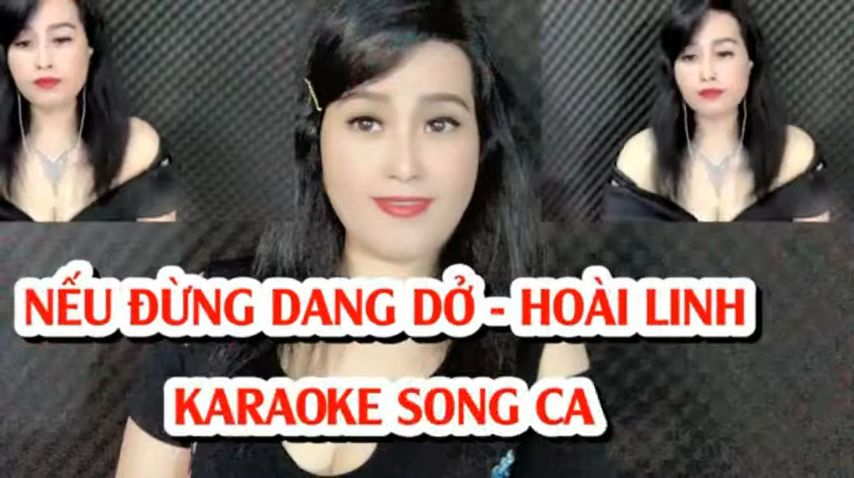 NẾU ĐỪNG DANG DỞ - HOÀI LINH
KARAOKE SONG CA